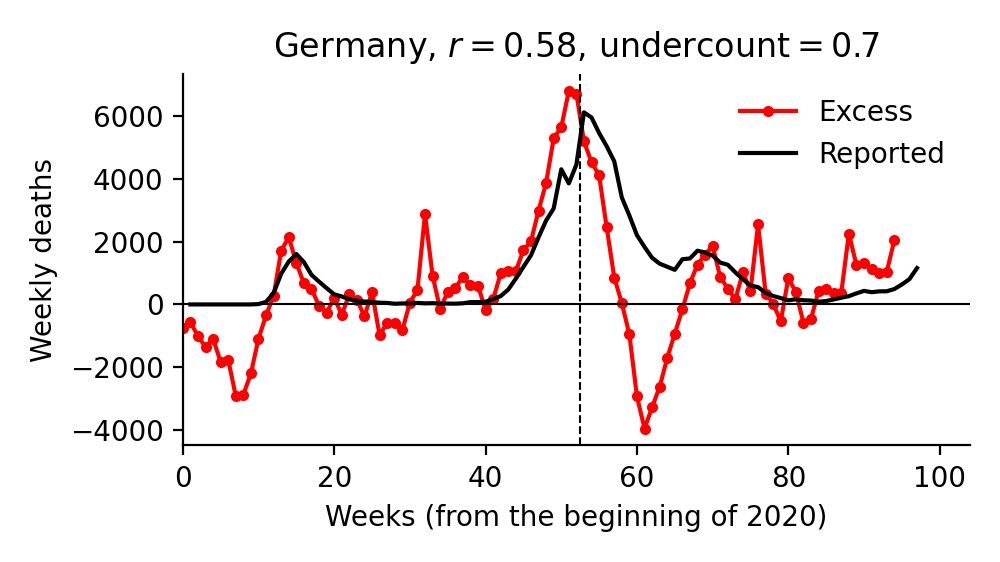 Germany, r = 0.58, undercount = 0.7
Excess
Reported
Weekly deaths
6000
4000
2000
0
−2000
−4000
0 20 40 60 80 100
Weeks (from the beginning of 2020)